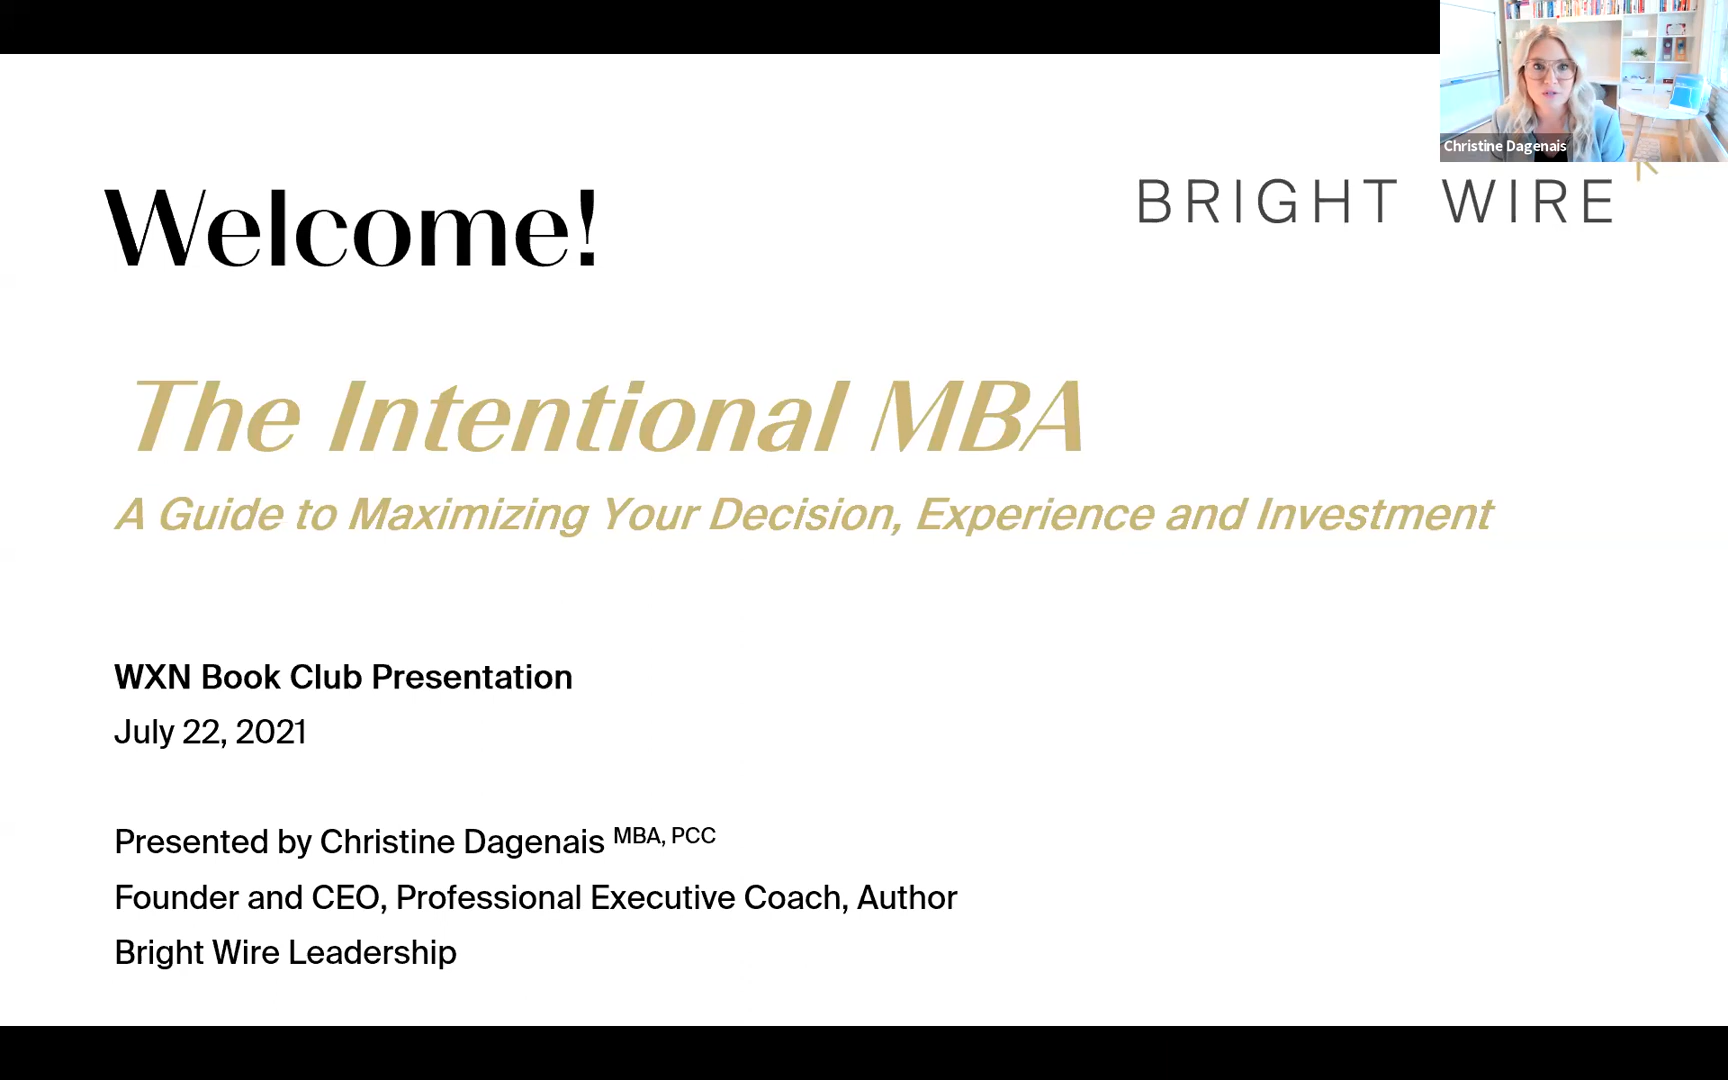 Christine Dagenais
BRIGHT WIRE
Welcome!
The Intentional MBA
A Guide to Maximizing Your Decision, Experience and Investment
WXN Book Club Presentation
July 22, 2021
Presented by Christine Dagenais MBA, PCC
Founder and CEO, Professional Executive Coach, Author
Bright Wire Leadership